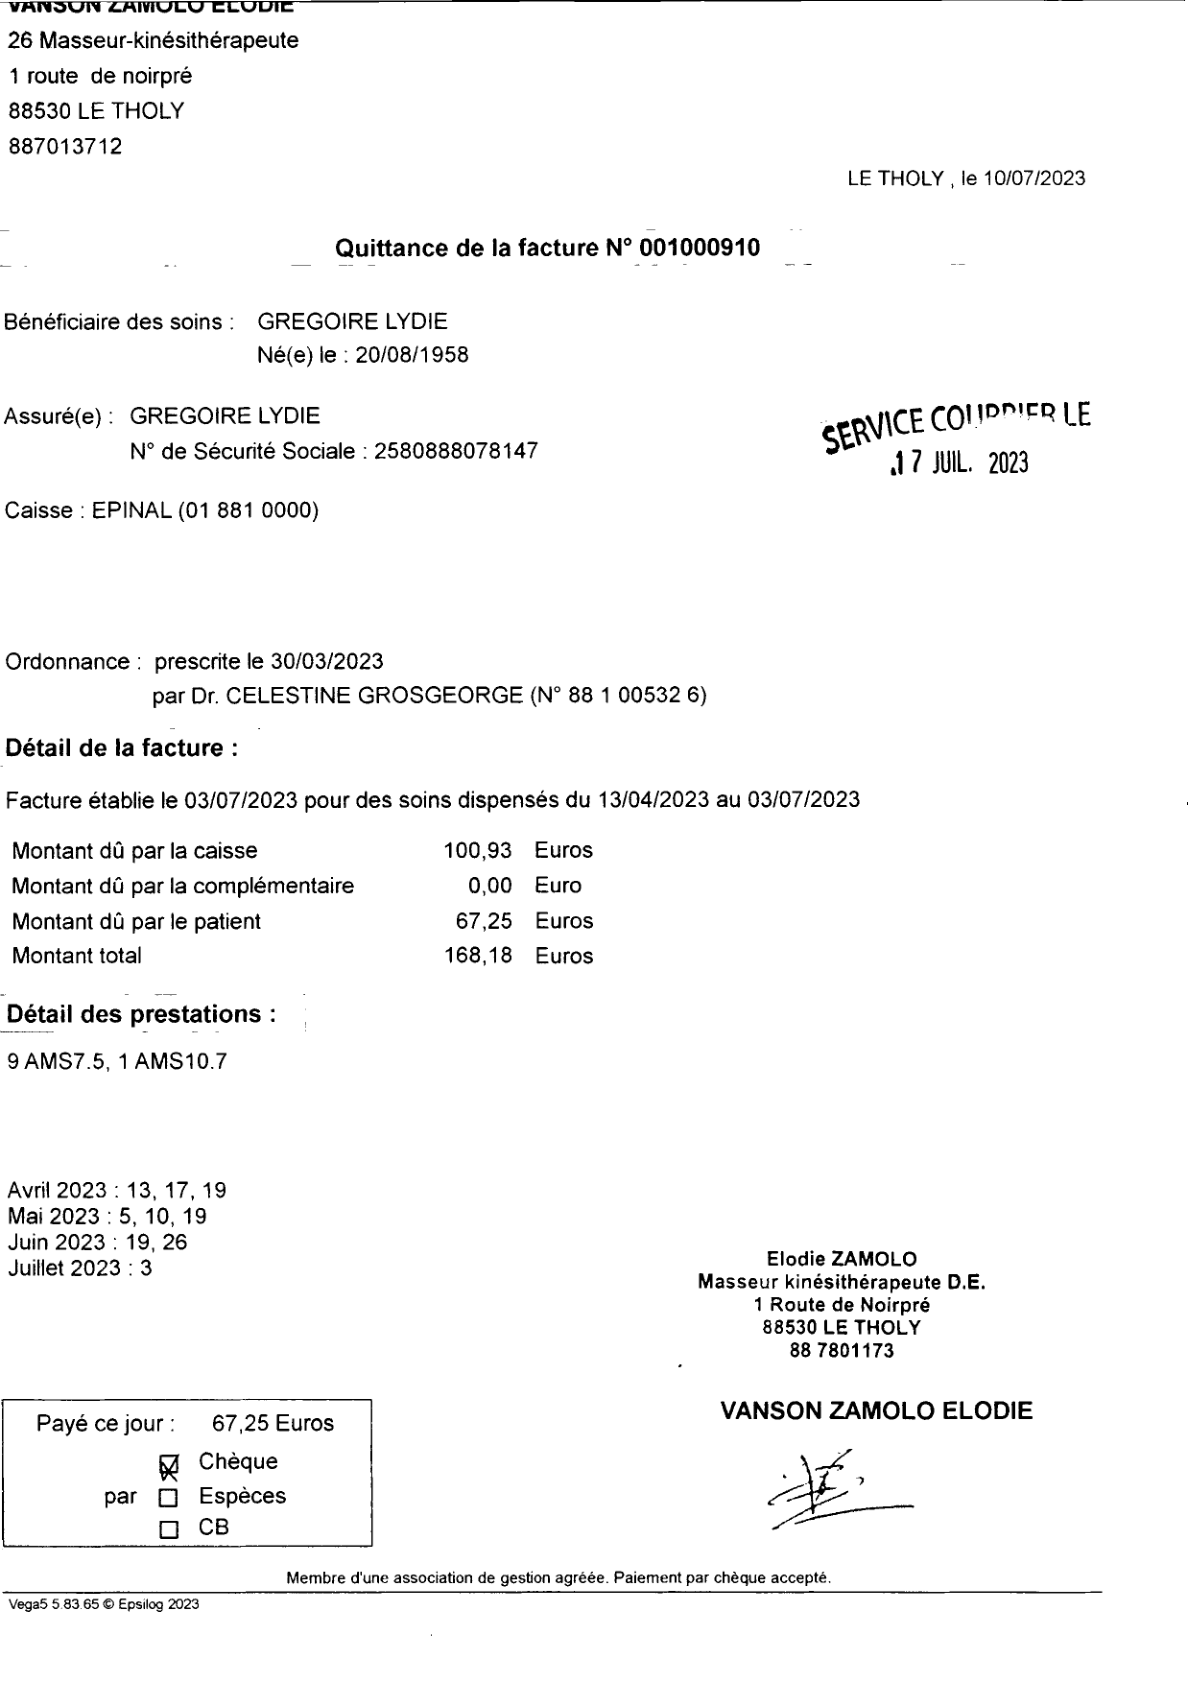 VANSON ZAMOLO ELODIE
26 Masseur-kinésithérapeute
1 route de noirpré
88530 LE THOLY
887013712
LE THOLY , le 10/07/2023
Quittance de la facture N° 001000910
Bénéficiaire des soins : GREGOIRE LYDIE
Né(e) le : 20/08/1958
Assuré(e) : GREGOIRE LYDIE
N° de Sécurité Sociale : 2580888078147
SERVICE COURRIER LE
17 JUIL. 2023
Caisse : EPINAL (01 881 0000)
Ordonnance : prescrite le 30/03/2023
par Dr. CELESTINE GROSGEORGE (N° 88 1 00532 6)
Détail de la facture :
Facture établie le 03/07/2023 pour des soins dispensés du 13/04/2023 au 03/07/2023
Montant dû par la caisse 100,93 Euros
Montant dû par la complémentaire 0,00 Euro
Montant dû par le patient 67,25 Euros
Montant total 168,18 Euros
Détail des prestations :
9 AMS7.5, 1 AMS10.7
Avril 2023 : 13, 17, 19
Mai 2023 : 5, 10, 19
Juin 2023 : 19, 26
Juillet 2023 : 3
Elodie ZAMOLO
Masseur kinésithérapeute D.E.
1 Route de Noirpré
88530 LE THOLY
88 7801173
VANSON ZAMOLO ELODIE
Payé ce jour : 67,25 Euros
Chèque
par Espèces
CB
Membre d'une association de gestion agréée. Paiement par chèque accepté.
Vega5 5.83.65 © Epsilog 2023